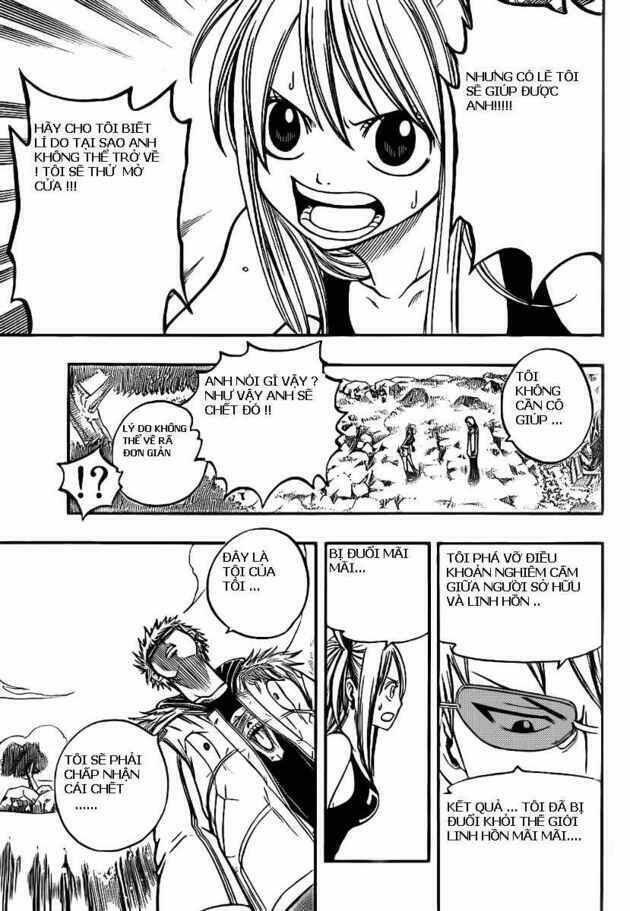 NHƯNG CÓ LẼ TÔI
SẼ GIÚP ĐƯỢC
ANH!!!!!
HÃY CHO TÔI BIẾT
LÍ DO TẠI SAO ANH
KHÔNG THỂ TRỞ VỀ
! TÔI SẼ THỬ MỞ
CỬA !!!
TÔI
KHÔNG
CẦN CÔ
GIÚP ...
ANH NÓI GÌ VẬY ?
NHƯ VẬY ANH SẼ
CHẾT ĐÓ !!
LÝ DO KHÔNG
THỂ VỀ RẤ
ĐƠN GIẢN
!?
TÔI PHÁ VỠ ĐIỀU
KHOẢN NGHIÊM CẤM
GIỮA NGƯỜI SỞ HỮU
VÀ LINH HỒN ..
KẾT QUẢ ... TÔI ĐÃ BỊ
ĐUỔI KHỎI THẾ GIỚI
LINH HỒN MÃI MÃI....
BỊ ĐUỔI MÃI
MÃI...
ĐÂY LÀ
TỘI CỦA
TÔI ...
TÔI SẼ PHẢI
CHẤP NHẬN
CÁI CHẾT
......